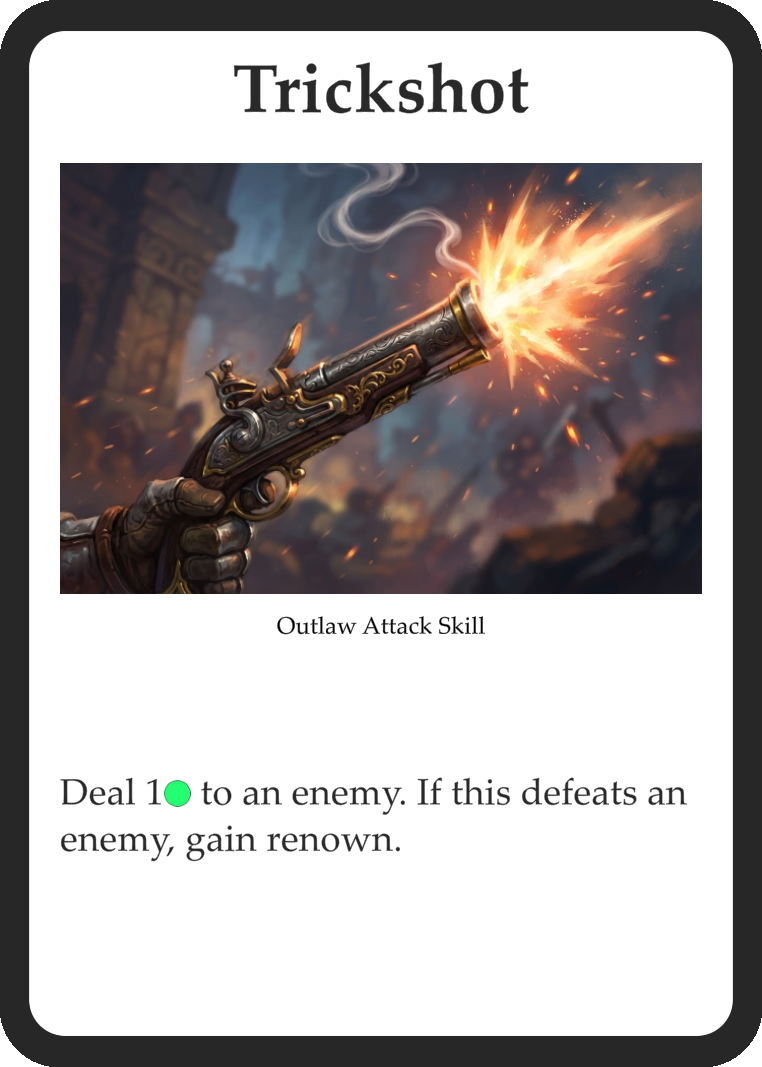 Trickshot
Outlaw Attack Skill
Deal 1 to an enemy. If this defeats an
enemy, gain renown.